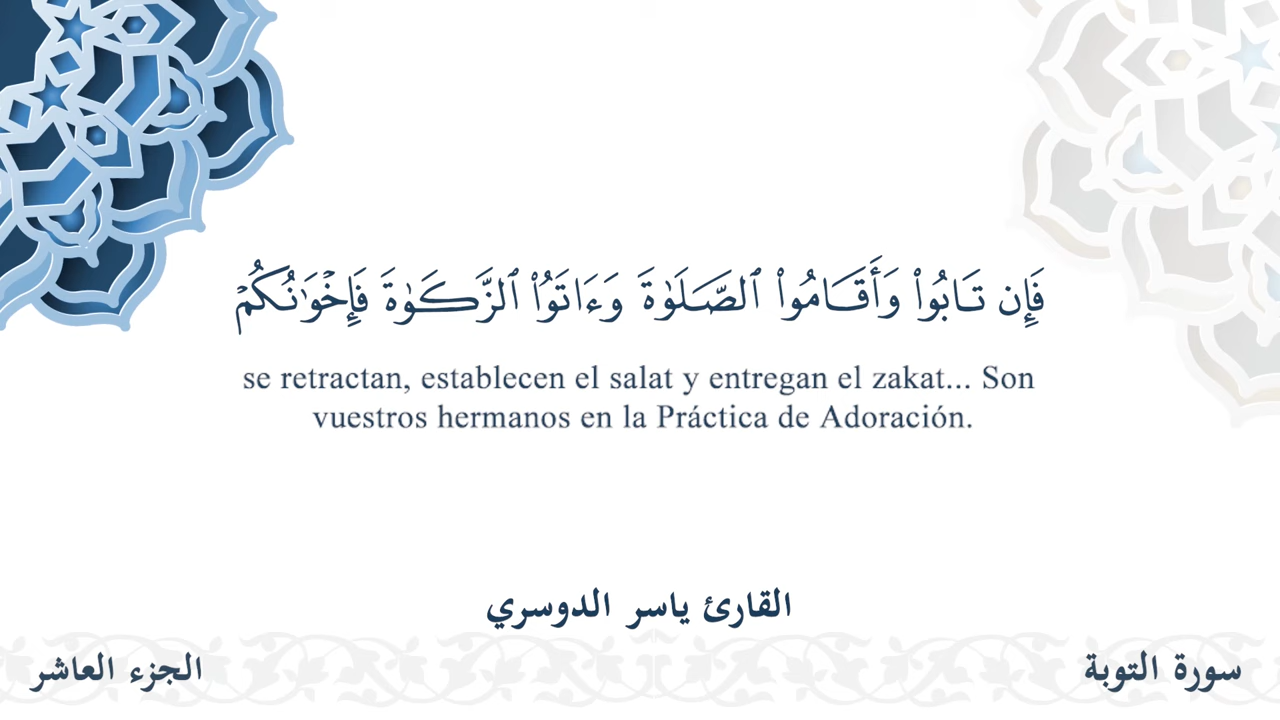 فَإِن تَابُوا۟ وَأَقَامُوا۟ ٱلصَّلَوٰةَ وَءَاتَوُا۟ ٱلزَّكَوٰةَ فَإِخْوَٰنُكُمْ
se retractan, establecen el salat y entregan el zakat... Son
vuestros hermanos en la Práctica de Adoración.
القارئ ياسر الدوسري
سورة التوبة
الجزء العاشر